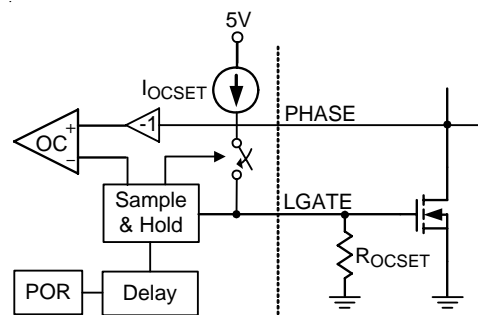 5V
IOCSET
PHASE
-1
+
OC
−
LGATE
Sample
& Hold
ROCSET
POR
Delay